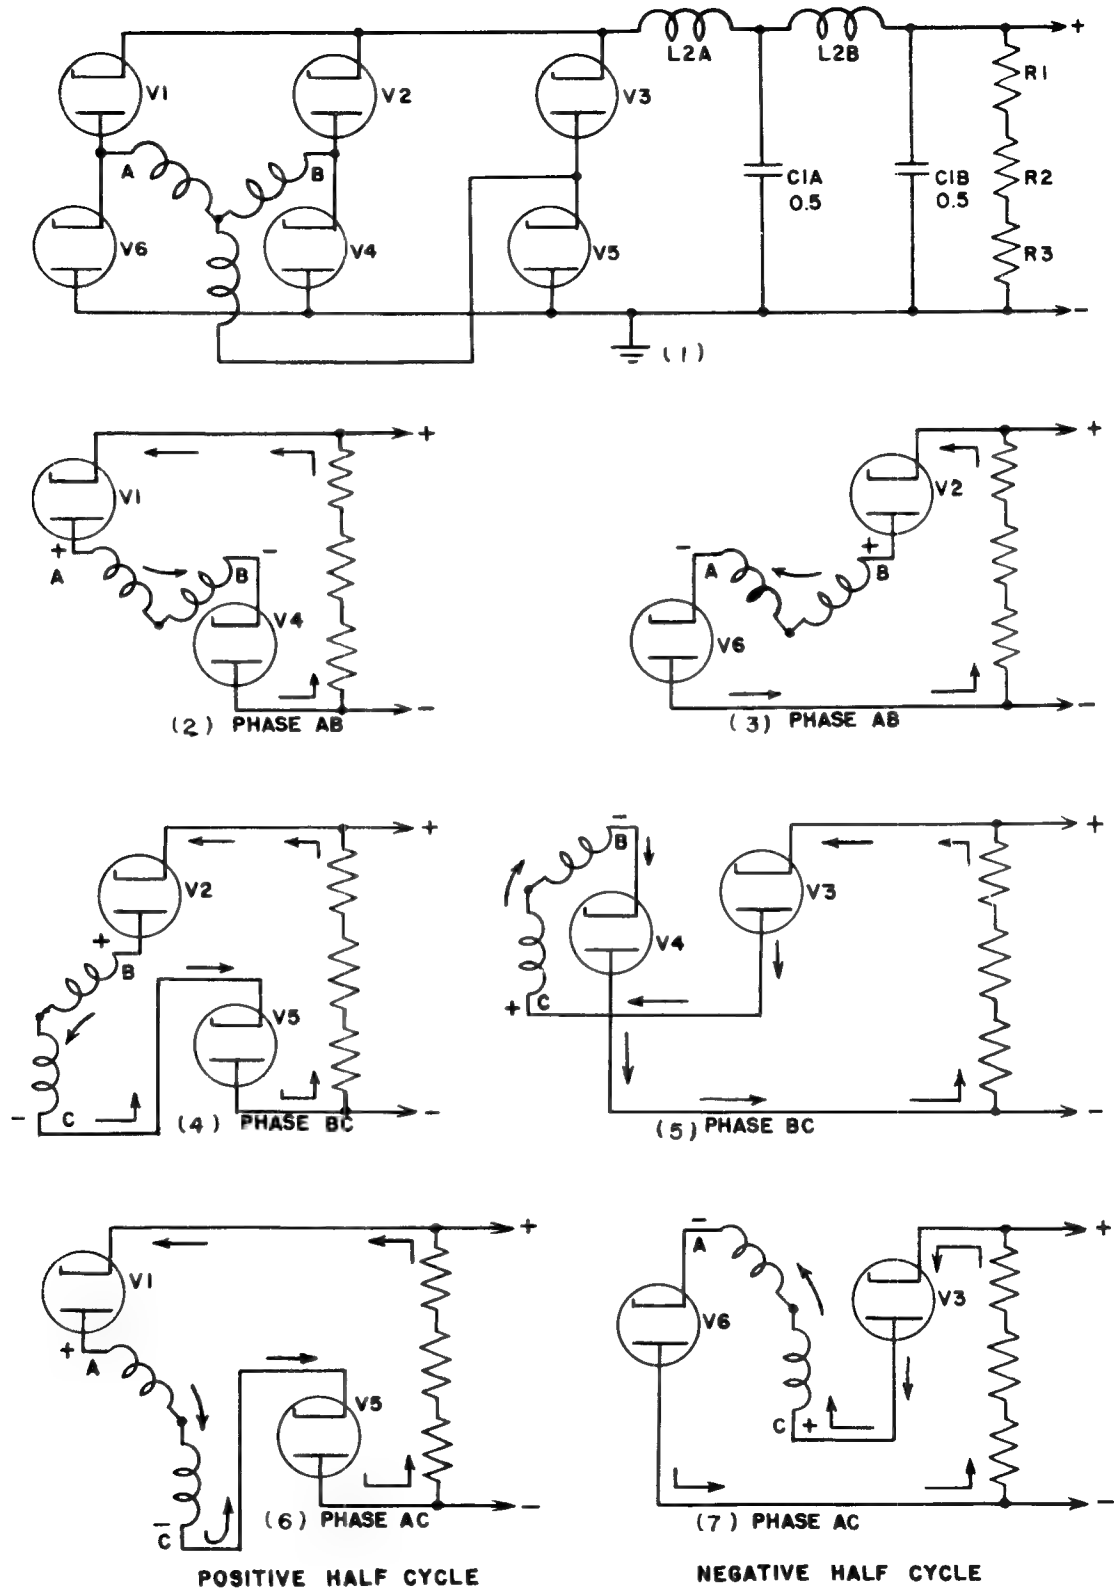 +
L2A L2B
V1 V2 V3 R1
A B C1A C1B R2
0.5 0.5
V6 V4 V5 R3
-
(1)
+ +
V1 V2
+ A B - - A + B
V4 V6
- -
(2) PHASE AB (3) PHASE AB
+ - B +
V2 V3
+ B V4
V5 + C
- C - -
(4) PHASE BC (5) PHASE BC
+ - A +
V1 V6 V3
+ A
V5 C +
- C - -
(6) PHASE AC (7) PHASE AC
POSITIVE HALF CYCLE NEGATIVE HALF CYCLE